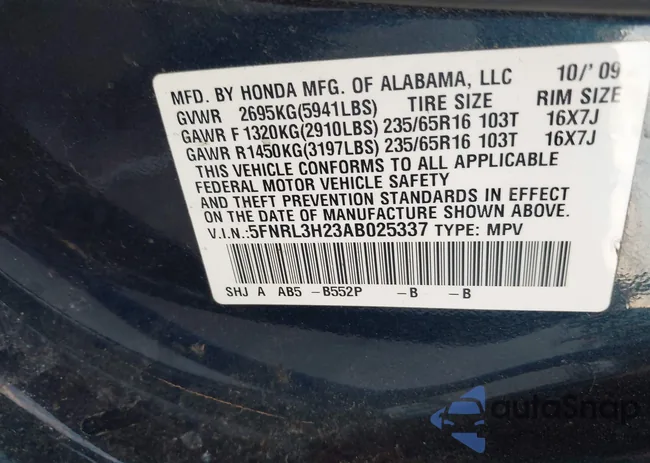 MFD. BY HONDA MFG. OF ALABAMA, LLC 10/'09
GVWR 2695KG(5941LBS) TIRE SIZE RIM SIZE
GAWR F 1320KG(2910LBS) 235/65R16 103T 16X7J
GAWR R1450KG(3197LBS) 235/65R16 103T 16X7J
THIS VEHICLE CONFORMS TO ALL APPLICABLE
FEDERAL MOTOR VEHICLE SAFETY
AND THEFT PREVENTION STANDARDS IN EFFECT
ON THE DATE OF MANUFACTURE SHOWN ABOVE.
V.I.N.:5FNRL3H23AB025337 TYPE: MPV
SHJ A AB5 -B552P -B -B
autoSnap